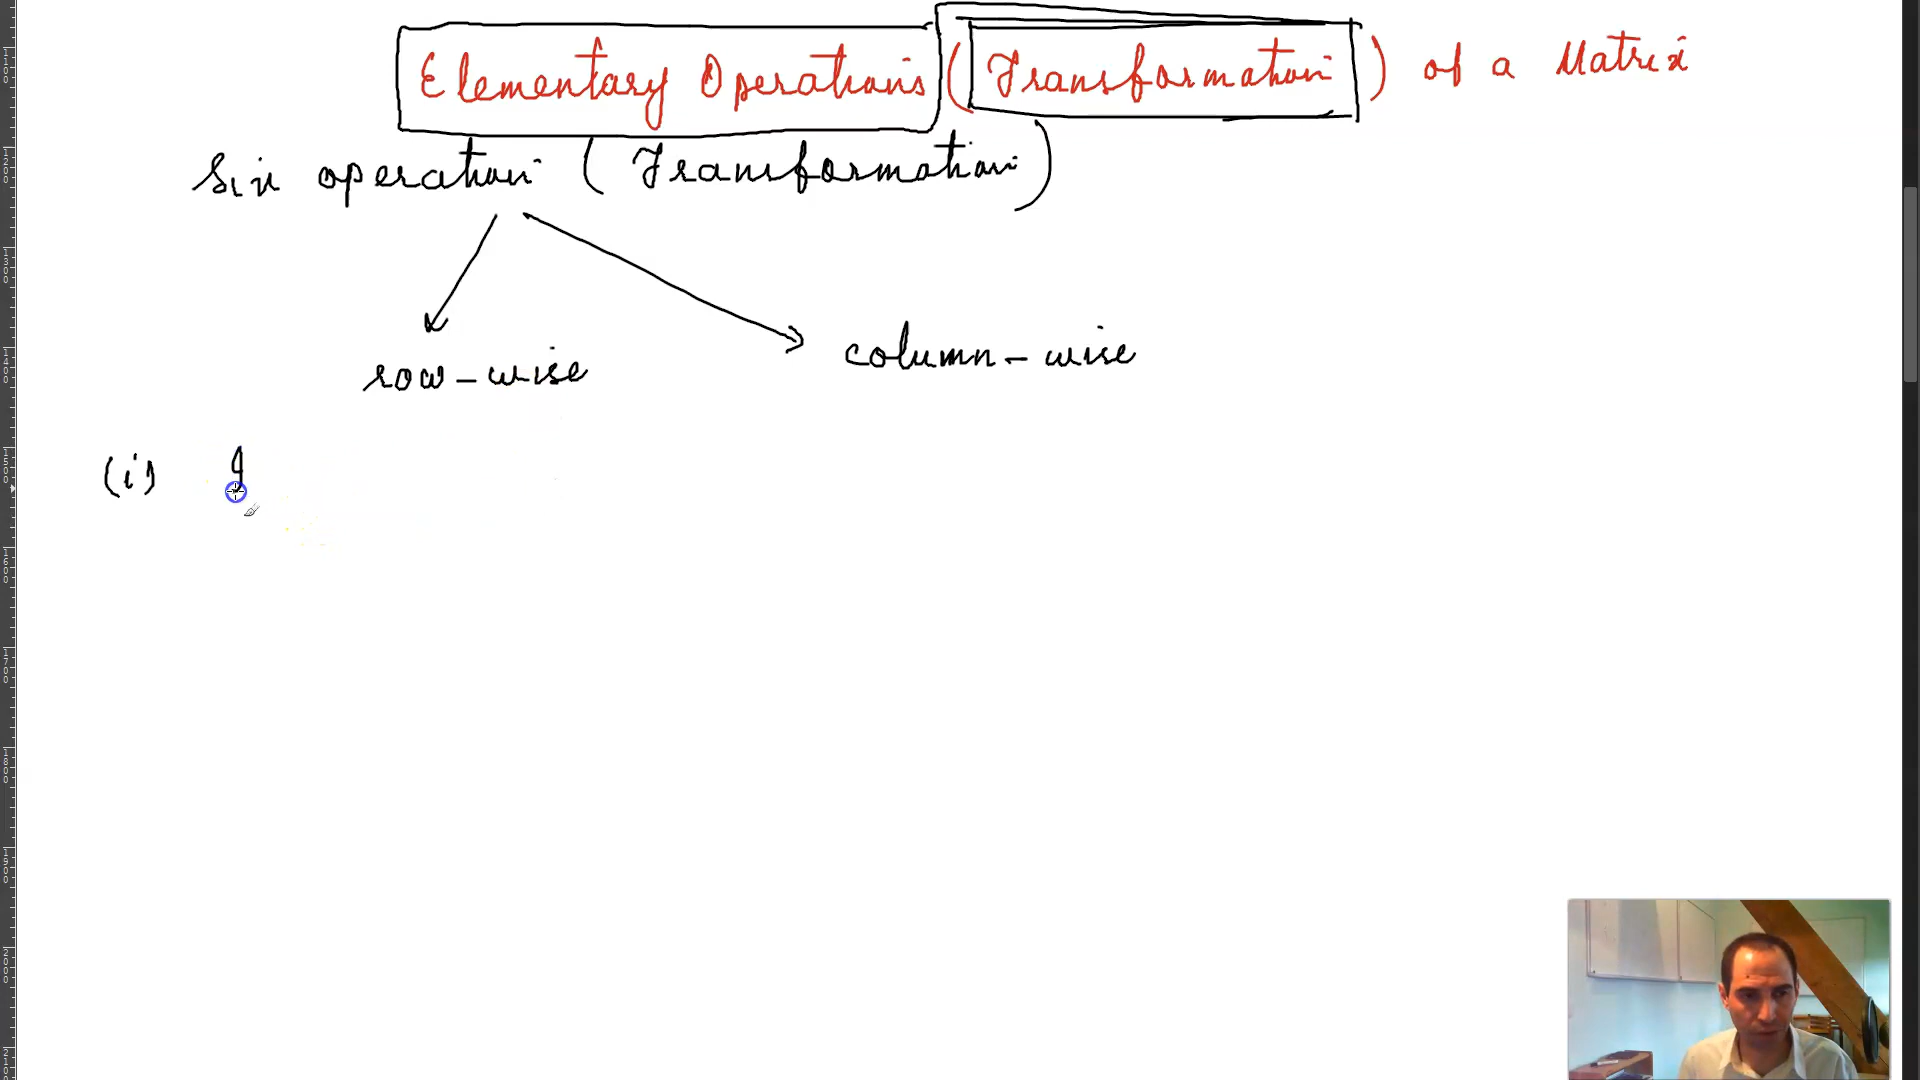 Elementary Operations (Transformation) of a Matrix
Six operation (Transformation)
row-wise
column-wise
(i) I